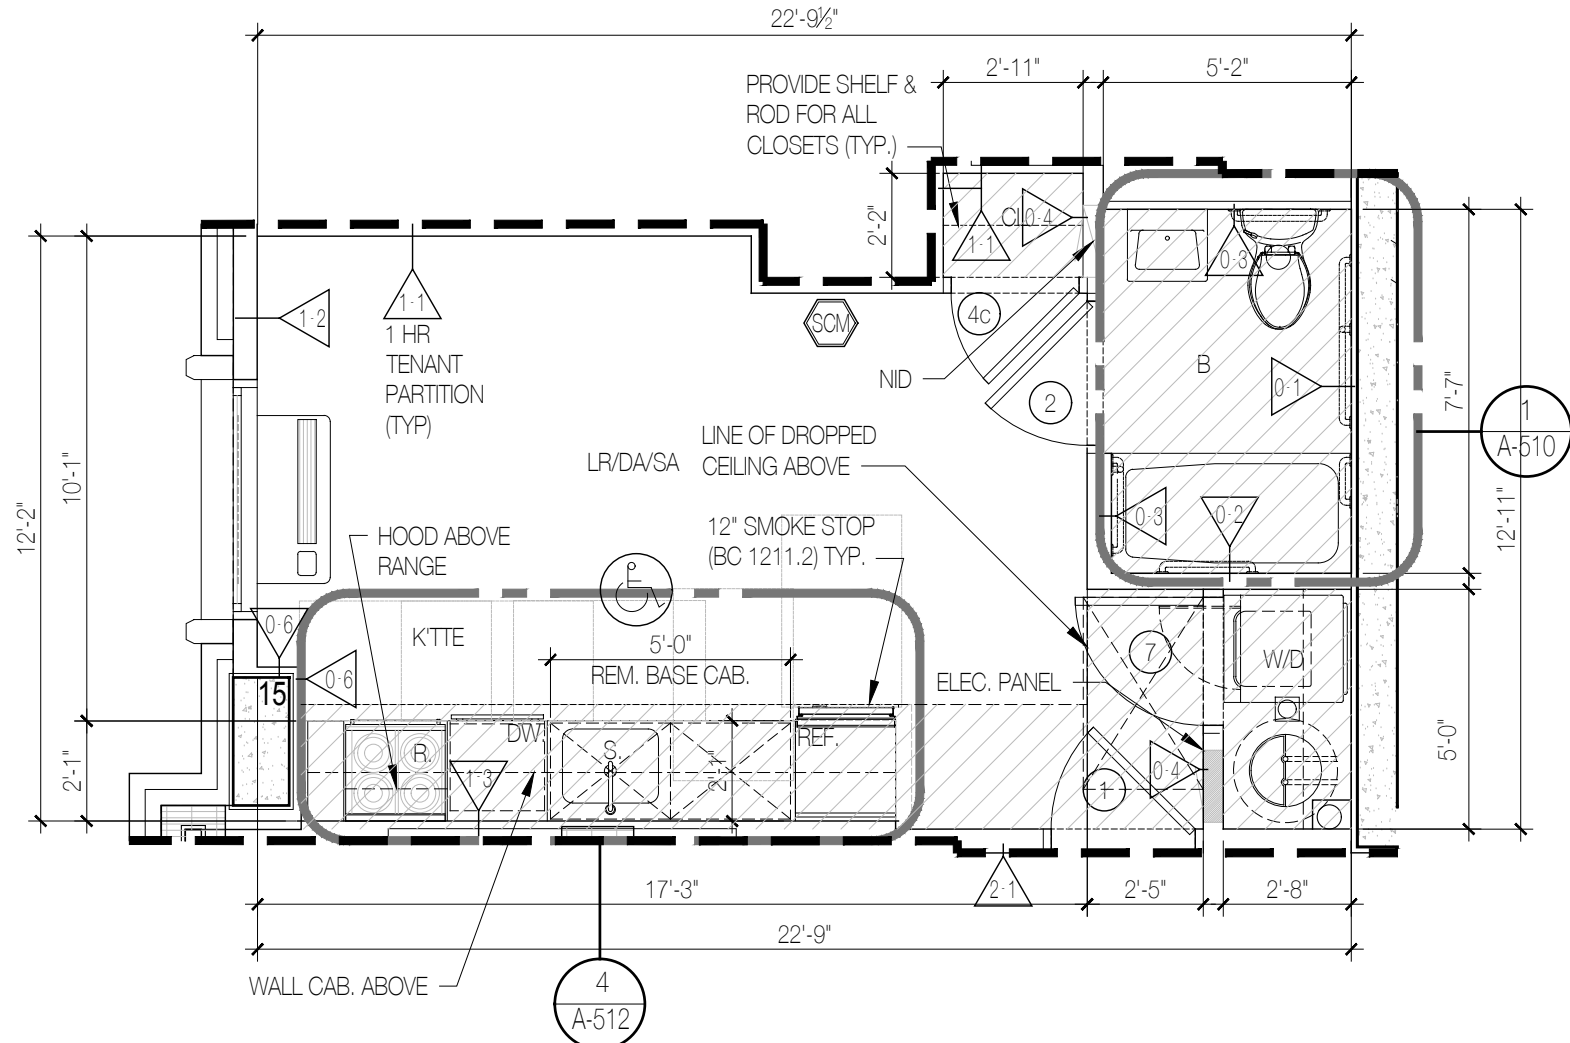 22'-9½"
2'-11"
5'-2"
PROVIDE SHELF &
ROD FOR ALL
CLOSETS (TYP.)
2'-2"
CL
0-4
1-1
0-3
1-2
1-1
1 HR
TENANT
PARTITION
(TYP)
SCM
4c
NID
2
B
0-1
7'-7"
1
A-510
12'-2"
10'-1"
LR/DA/SA
LINE OF DROPPED
CEILING ABOVE
HOOD ABOVE
RANGE
12" SMOKE STOP
(BC 1211.2) TYP.
0-3
0-2
12'-11"
0-6
K'TTE
5'-0"
REM. BASE CAB.
7
W/D
0-6
15
ELEC. PANEL
2'-1"
R.
DW
S.
2'-1"
REF.
1-3
1
0-4
5'-0"
17'-3"
2-1
2'-5"
2'-8"
22'-9"
WALL CAB. ABOVE
4
A-512